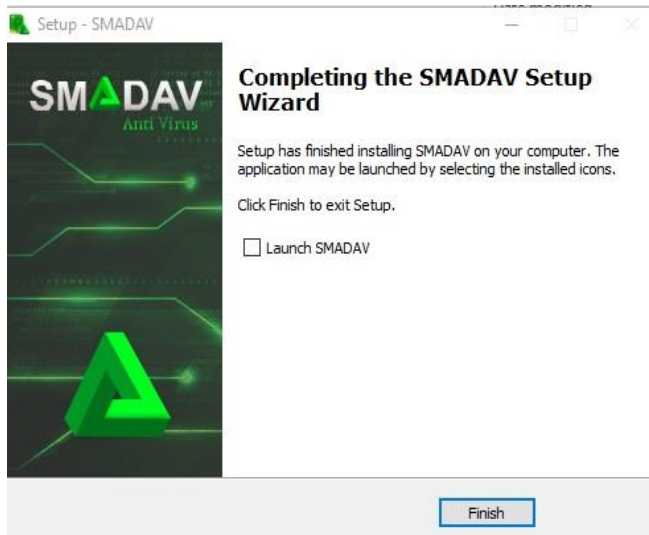 Setup - SMADAV
SMADAV
Anti Virus
Completing the SMADAV Setup
Wizard
Setup has finished installing SMADAV on your computer. The
application may be launched by selecting the installed icons.
Click Finish to exit Setup.
Launch SMADAV
Finish